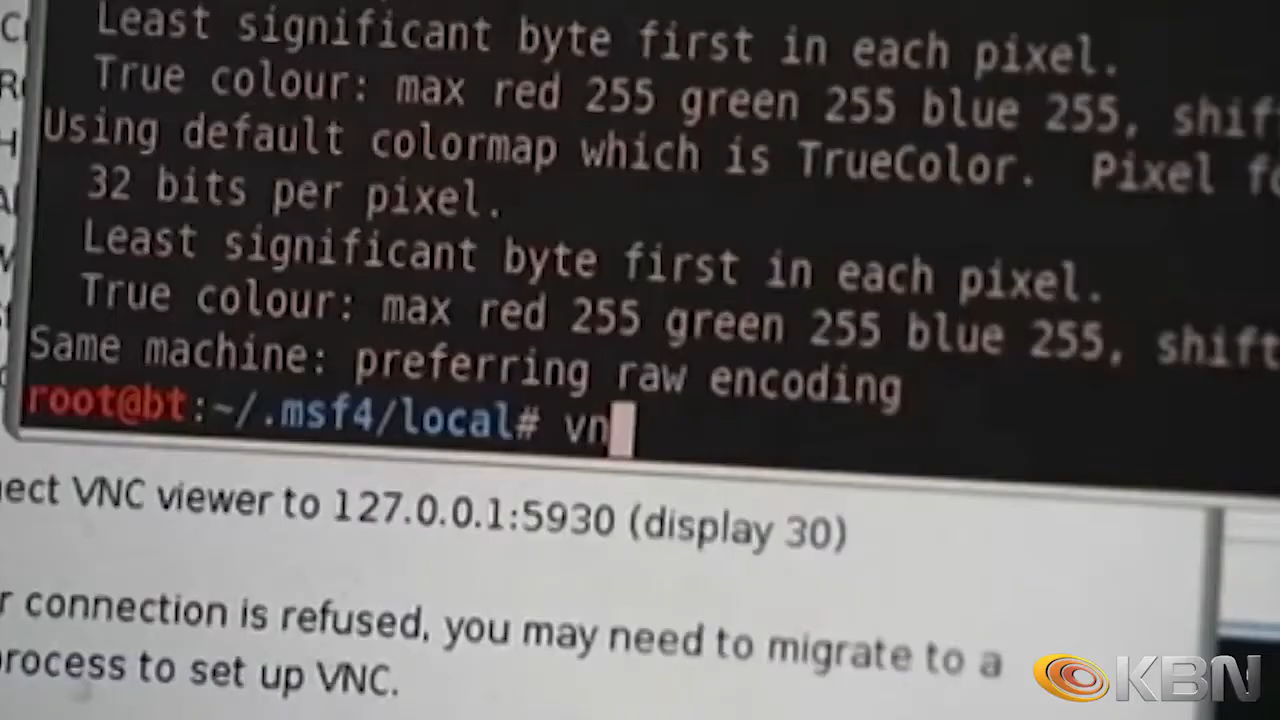 Least significant byte first in each pixel.
True colour: max red 255 green 255 blue 255, shif
Using default colormap which is TrueColor. Pixel fo
32 bits per pixel.
Least significant byte first in each pixel.
True colour: max red 255 green 255 blue 255, shift
Same machine: preferring raw encoding
root@bt:~/.msf4/local# vn
ect VNC viewer to 127.0.0.1:5930 (display 30)
r connection is refused, you may need to migrate to a
process to set up VNC.
KBN